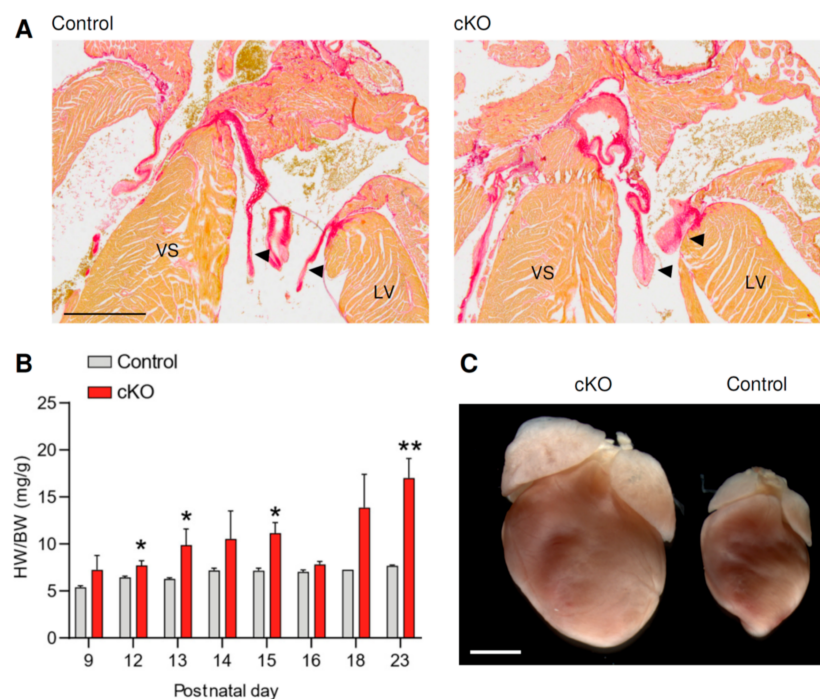 Control
cKO
A
VS
LV
VS
LV
B
Control
cKO
25
20
15
10
5
0
HW/BW (mg/g)
*
*
*
**
9 12 13 14 15 16 18 23
Postnatal day
C
cKO Control